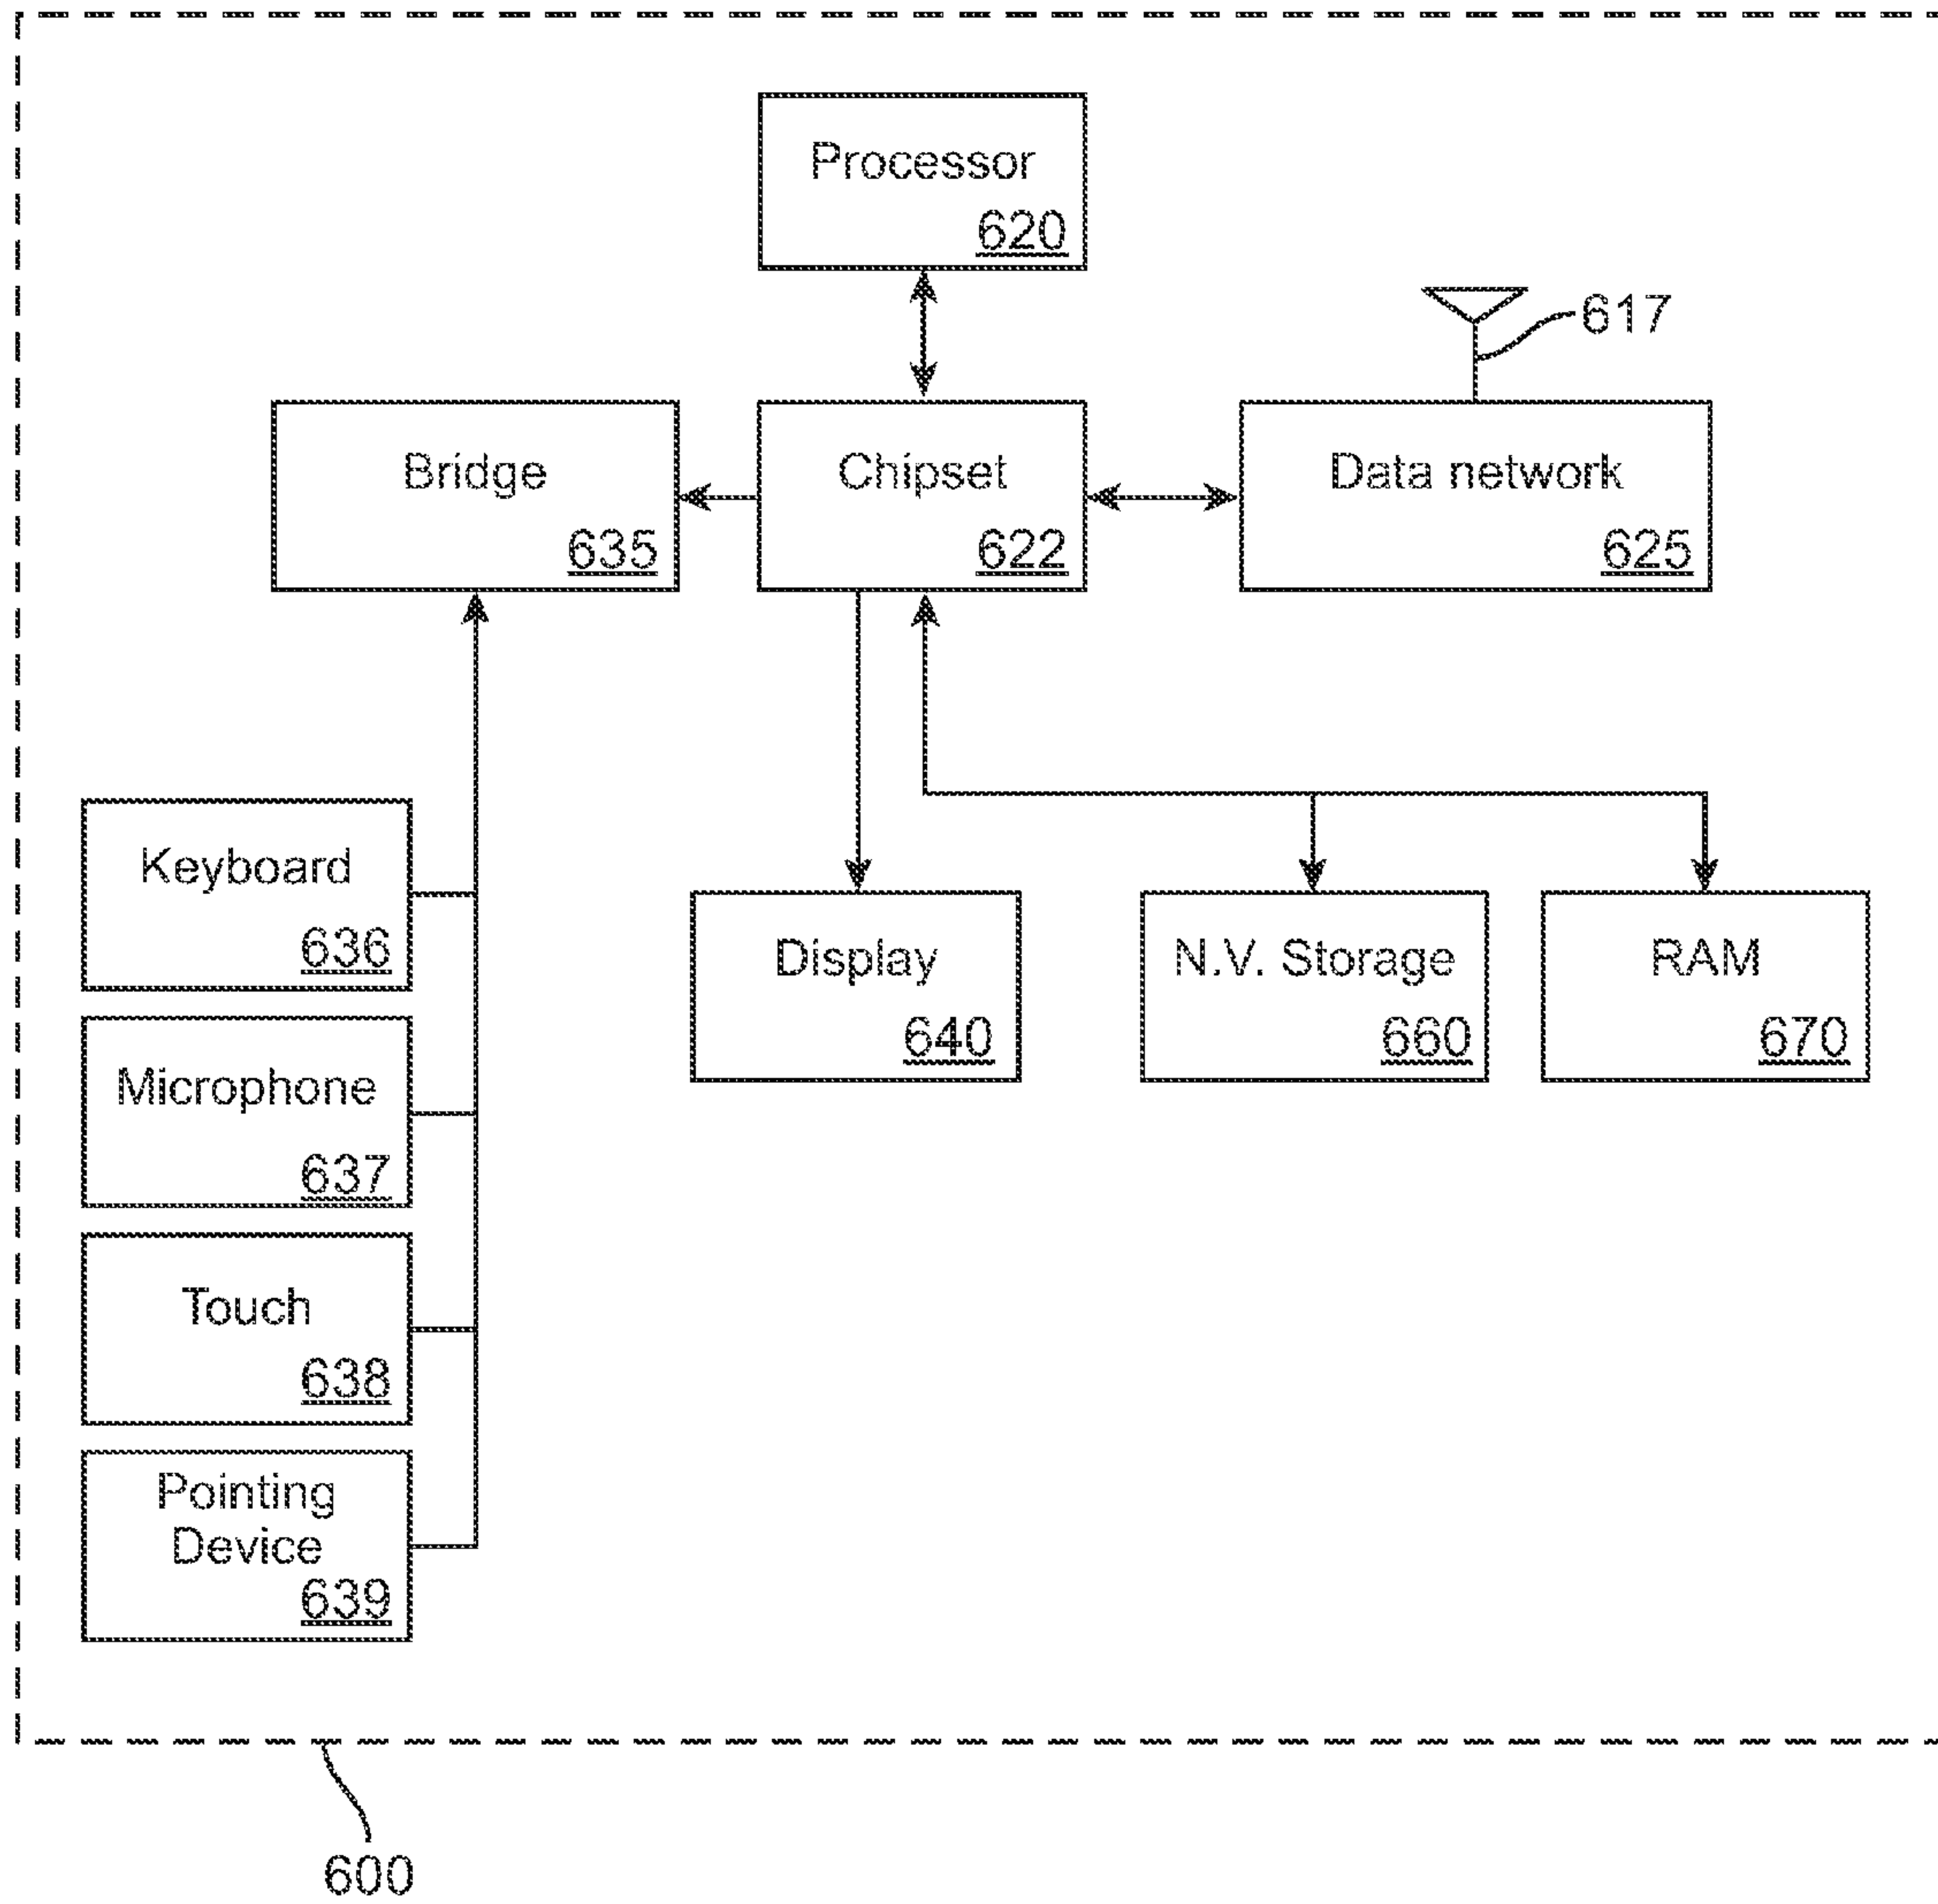 Processor
620
617
Bridge
635
Chipset
622
Data network
625
Keyboard
636
Microphone
637
Touch
638
Pointing
Device
639
Display
640
N.V. Storage
660
RAM
670
600